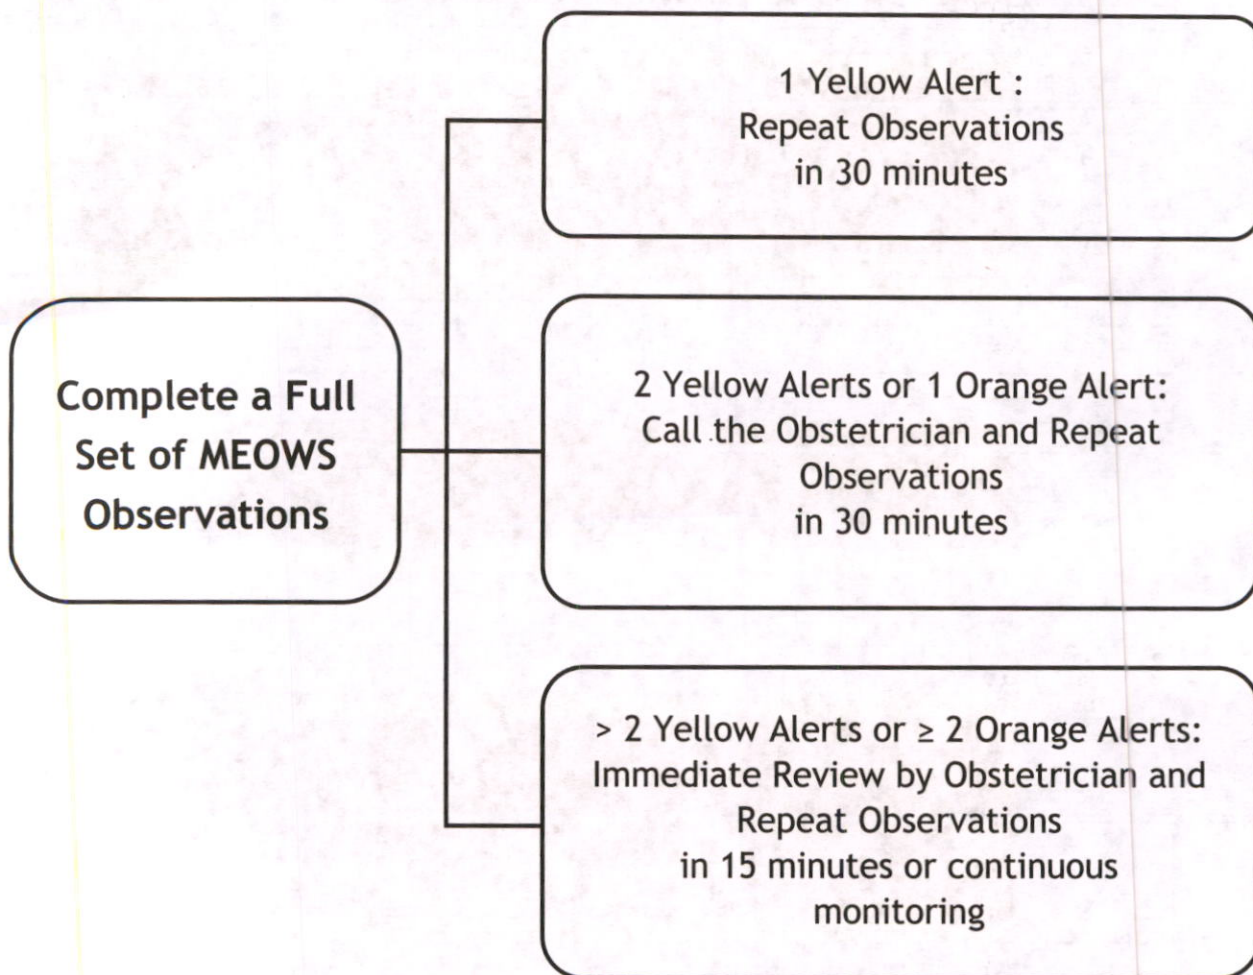 Complete a Full
Set of MEOWS
Observations
1 Yellow Alert :
Repeat Observations
in 30 minutes
2 Yellow Alerts or 1 Orange Alert:
Call the Obstetrician and Repeat
Observations
in 30 minutes
> 2 Yellow Alerts or ≥ 2 Orange Alerts:
Immediate Review by Obstetrician and
Repeat Observations
in 15 minutes or continuous
monitoring